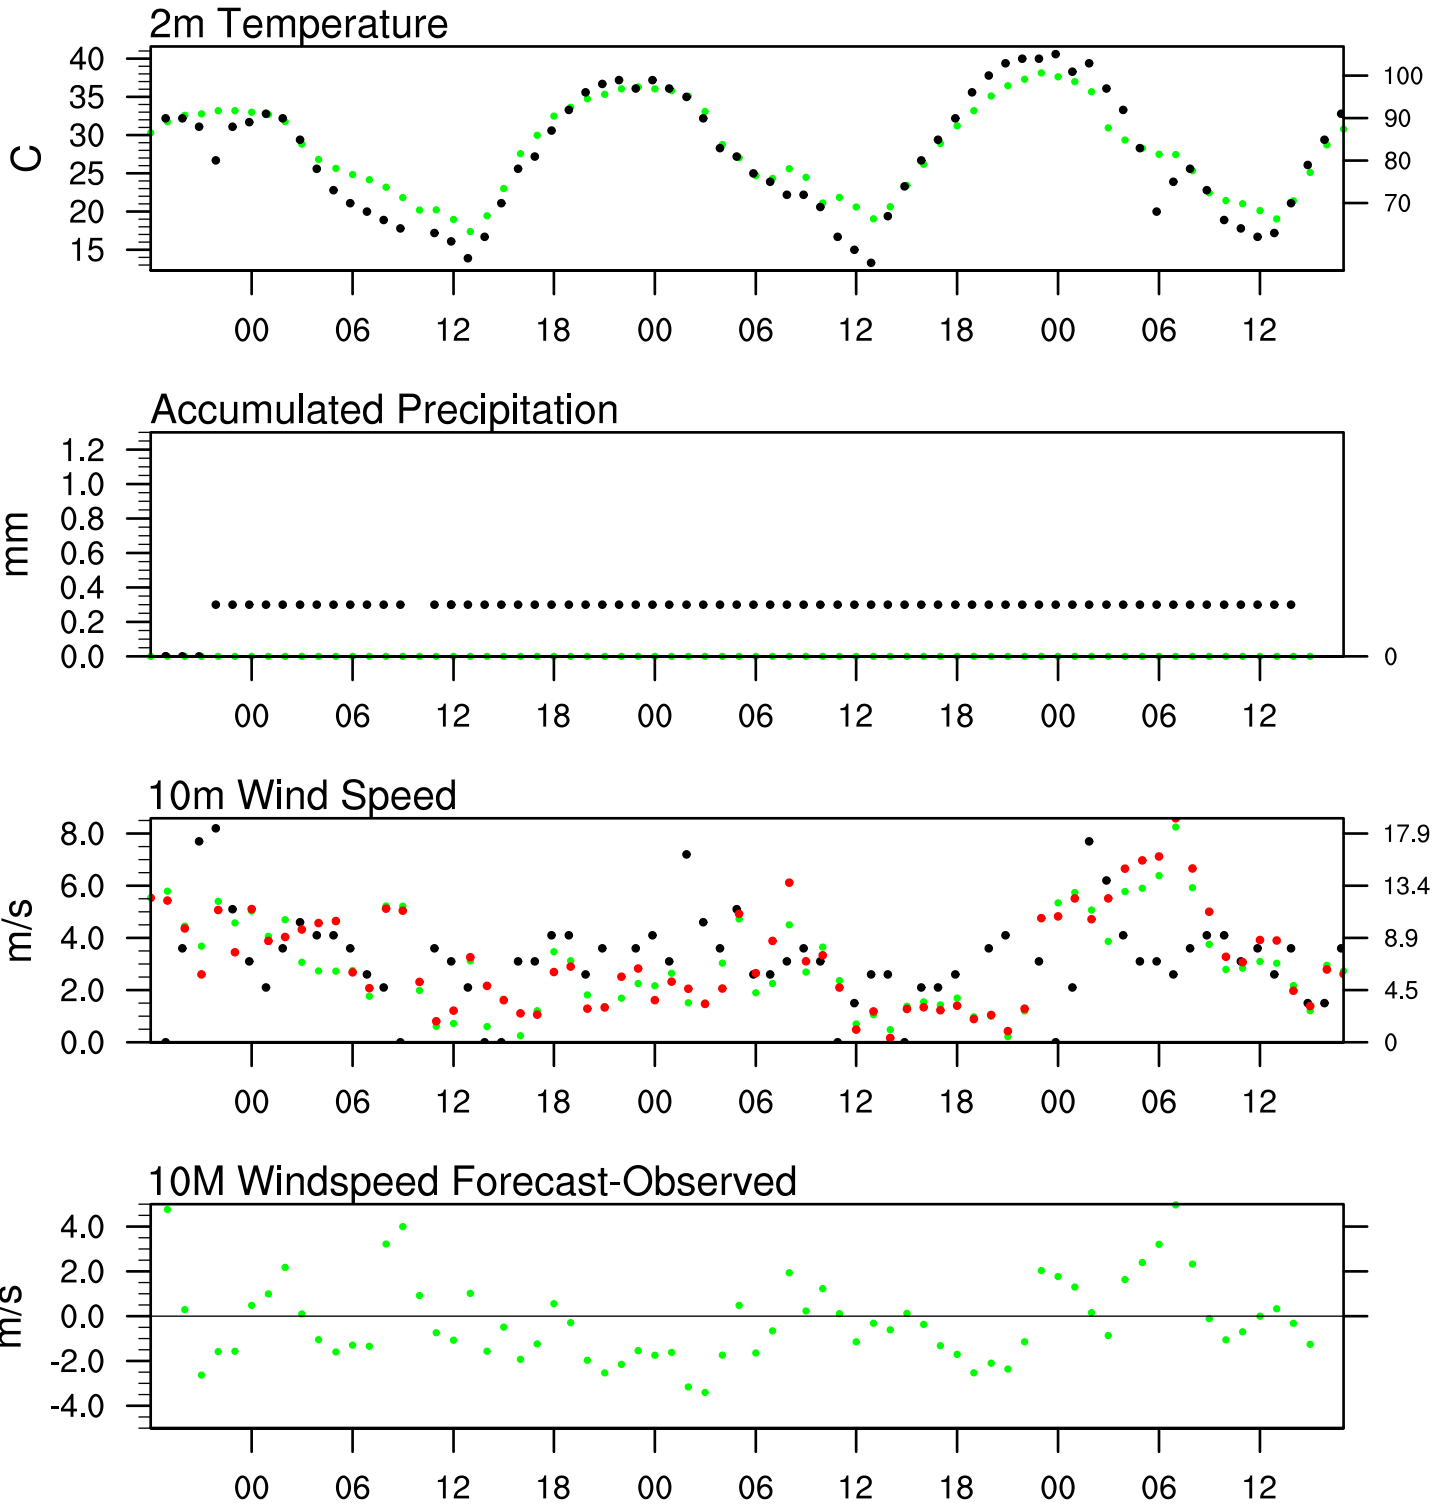 2m Temperature
40
35
30
25
20
15
C
100
90
80
70
00 06 12 18 00 06 12 18 00 06 12
Accumulated Precipitation
1.2
1.0
0.8
0.6
0.4
0.2
0.0
mm
0
00 06 12 18 00 06 12 18 00 06 12
10m Wind Speed
8.0
6.0
4.0
2.0
0.0
m/s
17.9
13.4
8.9
4.5
0
00 06 12 18 00 06 12 18 00 06 12
10M Windspeed Forecast-Observed
4.0
2.0
0.0
-2.0
-4.0
m/s
00 06 12 18 00 06 12 18 00 06 12